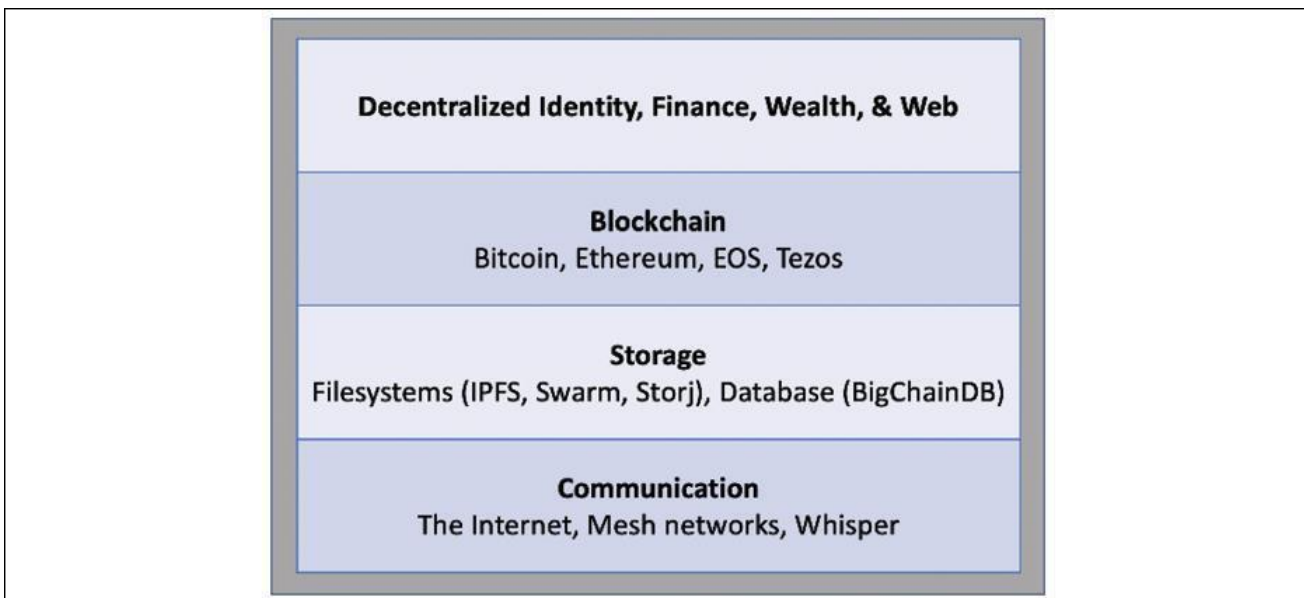 Decentralized Identity, Finance, Wealth, & Web
Blockchain
Bitcoin, Ethereum, EOS, Tezos
Storage
Filesystems (IPFS, Swarm, Storj), Database (BigChainDB)
Communication
The Internet, Mesh networks, Whisper